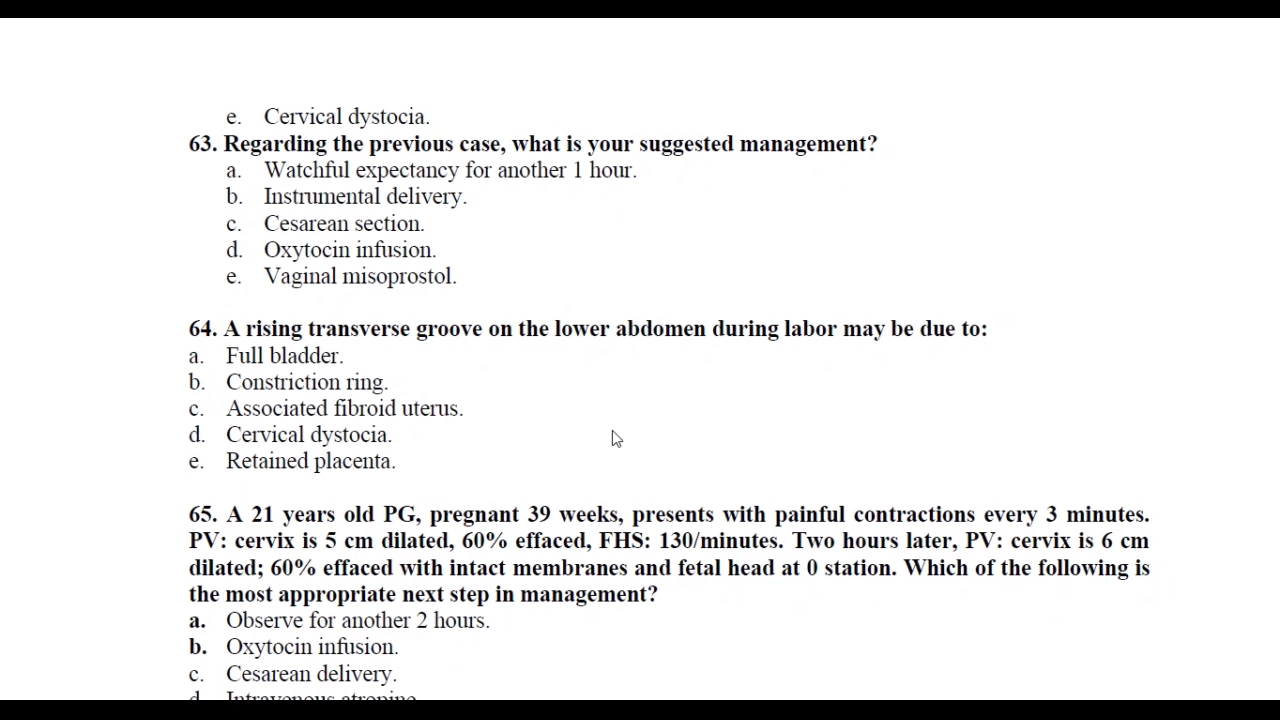 e. Cervical dystocia.
63. Regarding the previous case, what is your suggested management?
a. Watchful expectancy for another 1 hour.
b. Instrumental delivery.
c. Cesarean section.
d. Oxytocin infusion.
e. Vaginal misoprostol.
64. A rising transverse groove on the lower abdomen during labor may be due to:
a. Full bladder.
b. Constriction ring.
c. Associated fibroid uterus.
d. Cervical dystocia.
e. Retained placenta.
65. A 21 years old PG, pregnant 39 weeks, presents with painful contractions every 3 minutes.
PV: cervix is 5 cm dilated, 60% effaced, FHS: 130/minutes. Two hours later, PV: cervix is 6 cm
dilated; 60% effaced with intact membranes and fetal head at 0 station. Which of the following is
the most appropriate next step in management?
a. Observe for another 2 hours.
b. Oxytocin infusion.
c. Cesarean delivery.
d. Intravenous atropine